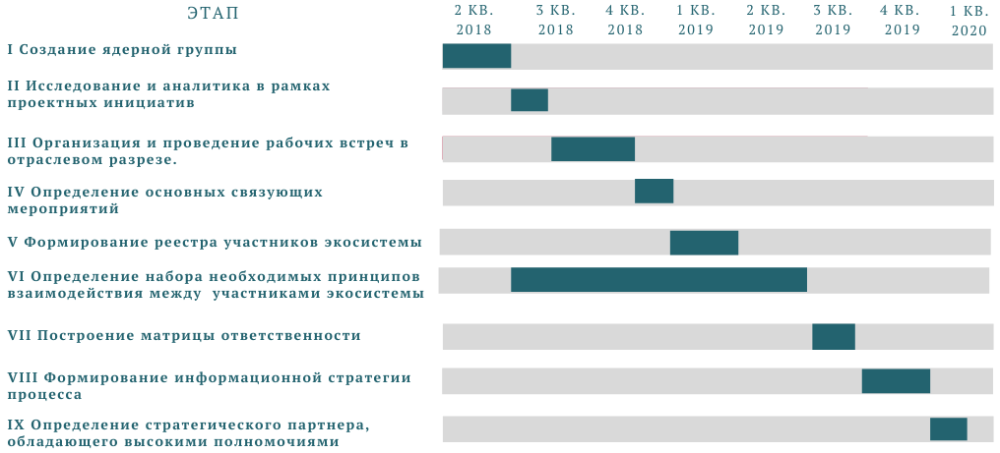 ЭТАП
2 КВ. 2018
3 КВ. 2018
4 КВ. 2018
1 КВ. 2019
2 КВ. 2019
3 КВ. 2019
4 КВ. 2019
1 КВ. 2020
I Создание ядерной группы
II Исследование и аналитика в рамках
проектных инициатив
III Организация и проведение рабочих встреч в
отраслевом разрезе.
IV Определение основных связующих
мероприятий
V Формирование реестра участников экосистемы
VI Определение набора необходимых принципов
взаимодействия между участниками экосистемы
VII Построение матрицы ответственности
VIII Формирование информационной стратегии
процесса
IX Определение стратегического партнера,
обладающего высокими полномочиями